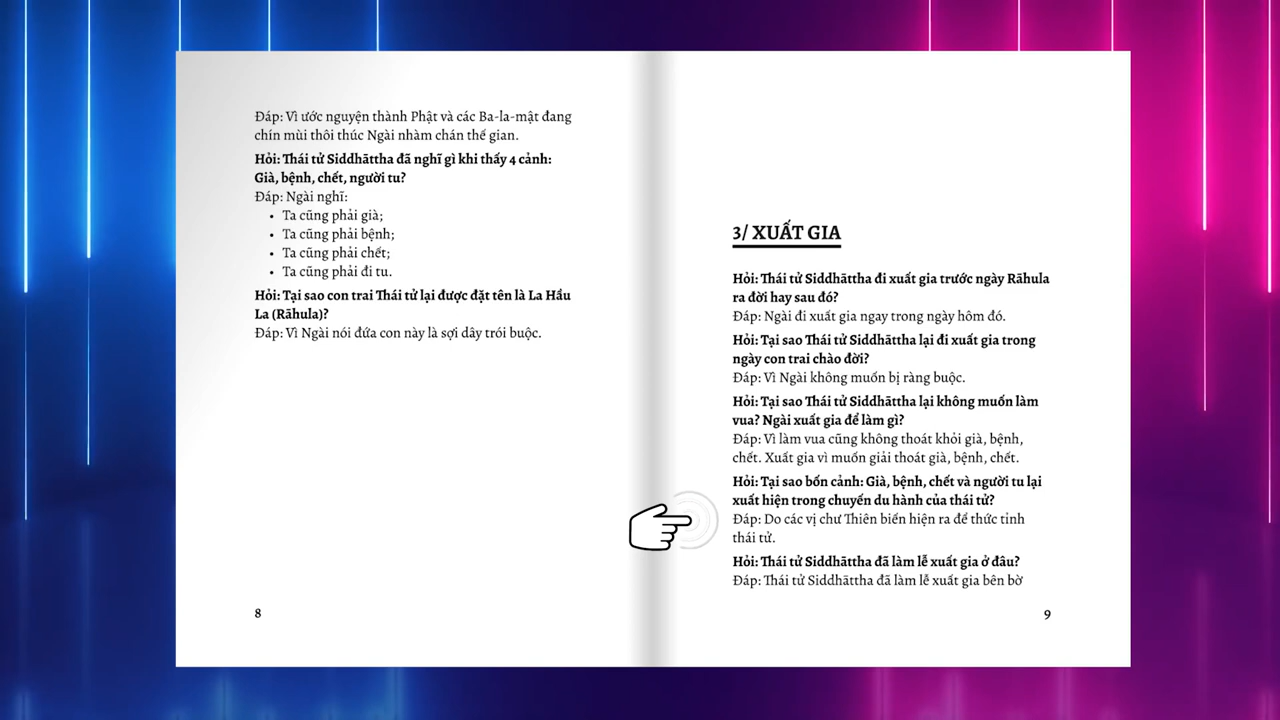 Đáp: Vì ước nguyện thành Phật và các Ba-la-mật đang
chín mùi thôi thúc Ngài nhàm chán thế gian.
Hỏi: Thái tử Siddhāttha đã nghĩ gì khi thấy 4 cảnh:
Già, bệnh, chết, người tu?
Đáp: Ngài nghĩ:
• Ta cũng phải già;
• Ta cũng phải bệnh;
• Ta cũng phải chết;
• Ta cũng phải đi tu.
Hỏi: Tại sao con trai Thái tử lại được đặt tên là La Hầu
La (Rāhula)?
Đáp: Vì Ngài nói đứa con này là sợi dây trói buộc.
8
3/ XUẤT GIA
Hỏi: Thái tử Siddhāttha đi xuất gia trước ngày Rāhula
ra đời hay sau đó?
Đáp: Ngài đi xuất gia ngay trong ngày hôm đó.
Hỏi: Tại sao Thái tử Siddhāttha lại đi xuất gia trong
ngày con trai chào đời?
Đáp: Vì Ngài không muốn bị ràng buộc.
Hỏi: Tại sao Thái tử Siddhāttha lại không muốn làm
vua? Ngài xuất gia để làm gì?
Đáp: Vì làm vua cũng không thoát khỏi già, bệnh,
chết. Xuất gia vì muốn giải thoát già, bệnh, chết.
Hỏi: Tại sao bốn cảnh: Già, bệnh, chết và người tu lại
xuất hiện trong chuyến du hành của thái tử?
Đáp: Do các vị chư Thiên biến hiện ra để thức tỉnh
thái tử.
Hỏi: Thái tử Siddhāttha đã làm lễ xuất gia ở đâu?
Đáp: Thái tử Siddhāttha đã làm lễ xuất gia bên bờ
9